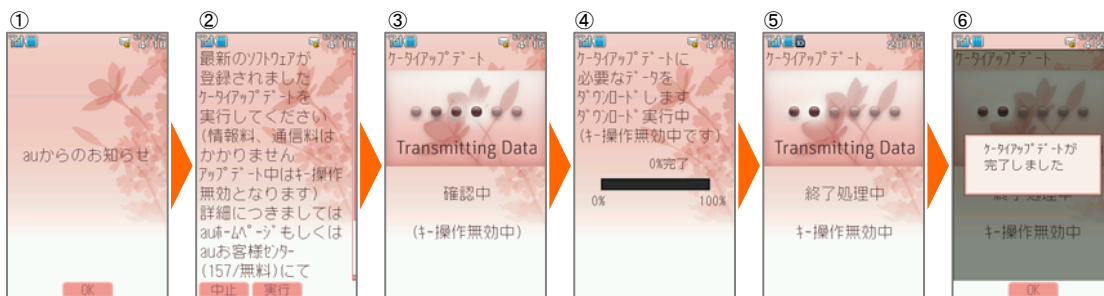 ①
auからのお知らせ
OK
②
最新のソフトウェアが
登録されました
ケータイアップデートを
実行してください
(情報料、通信料は
かかりません
アップデート中はキー操作
無効となります)
詳細につきましては
auホームページもしくは
auお客様センター
(157/無料)にて
中止 実行
③
ケータイアップデート
Transmitting Data
確認中
(キー操作無効中)
④
ケータイアップデートに
必要なデータを
ダウンロードします
ダウンロード実行中
(キー操作無効中です)
0%完了
0% 100%
⑤
ケータイアップデート
Transmitting Data
終了処理中
キー操作無効中
⑥
ケータイアップデート
ケータイアップデートが
完了しました
終了処理中
キー操作無効中
OK